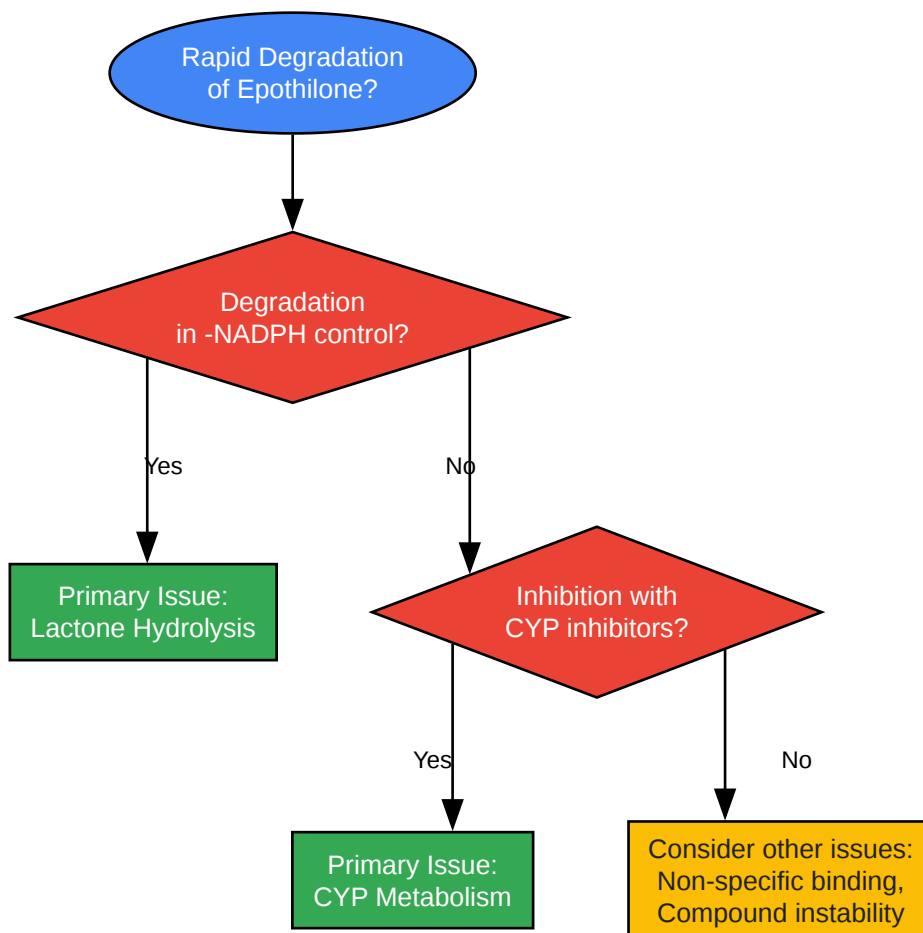 Rapid Degradation
of Epothilone?
Degradation
in -NADPH control?
Yes
No
Primary Issue:
Lactone Hydrolysis
Inhibition with
CYP inhibitors?
Yes
No
Primary Issue:
CYP Metabolism
Consider other issues:
Non-specific binding,
Compound instability